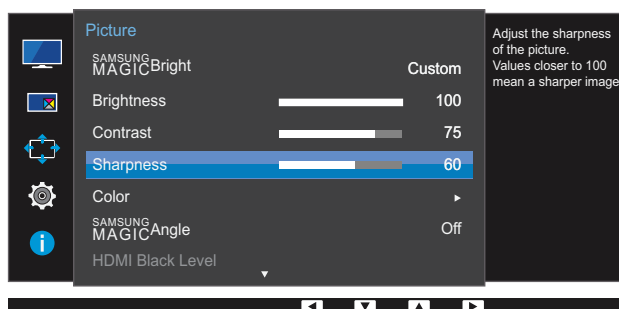 Picture
SAMSUNG
MAGICBright Custom
Brightness 100
Contrast 75
Sharpness 60
Color
SAMSUNG
MAGICAngle Off
HDMI Black Level
Adjust the sharpness
of the picture.
Values closer to 100
mean a sharper image